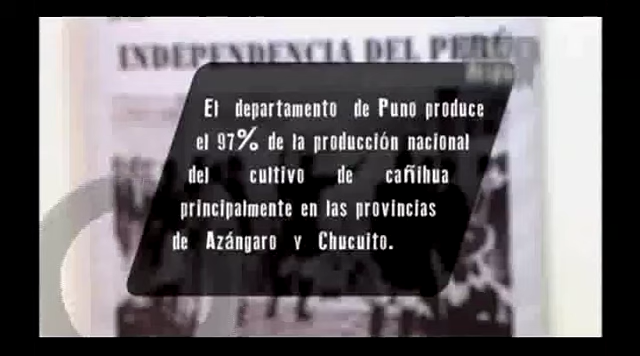 INDEPENDENCIA DEL PERÚ
El departamento de Puno produce
el 97% de la producción nacional
del cultivo de cañihua
principalmente en las provincias
de Azángaro y Chucuito.